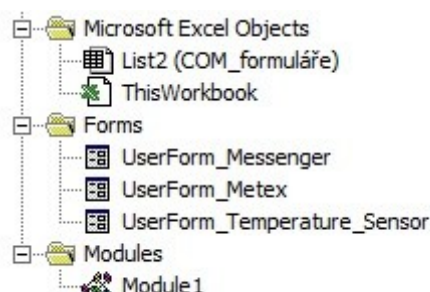 Microsoft Excel Objects
List2 (COM_formuláře)
ThisWorkbook
Forms
UserForm_Messenger
UserForm_Metex
UserForm_Temperature_Sensor
Modules
Module1